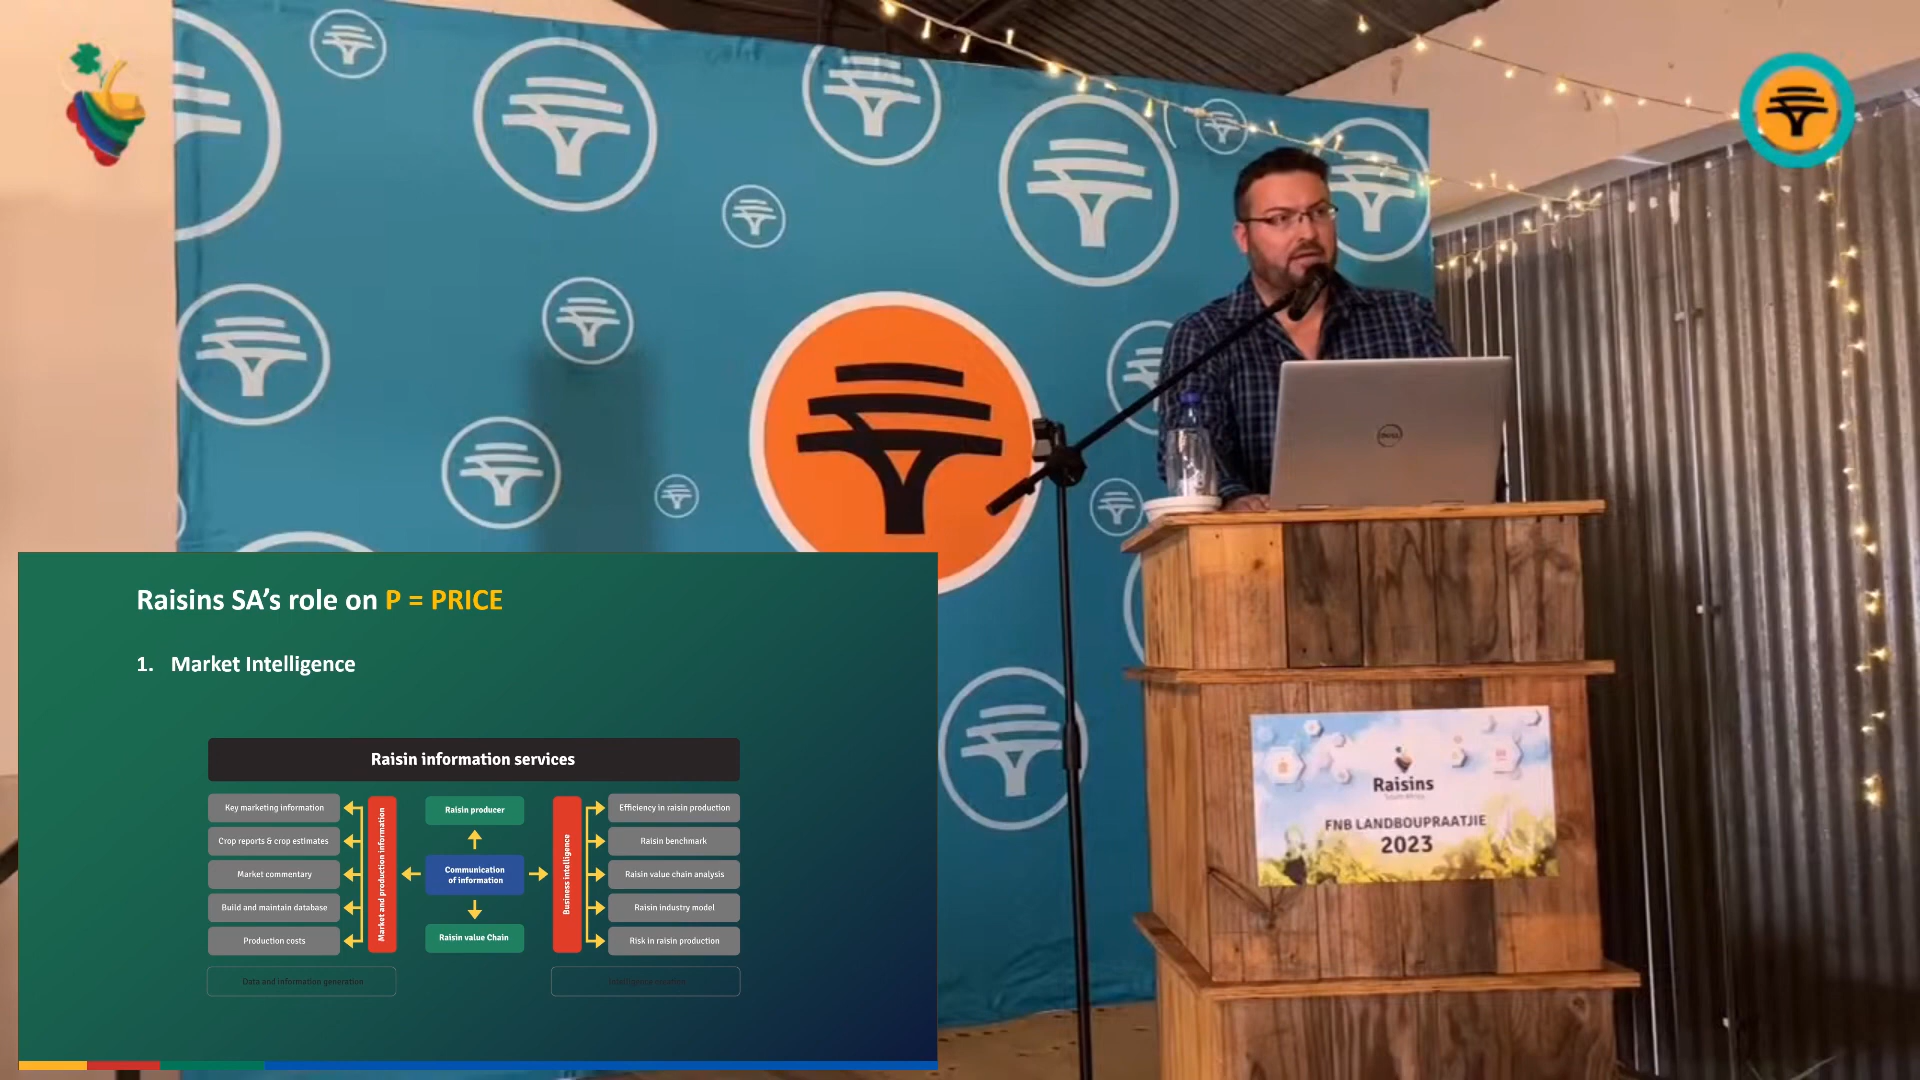 Raisins SA's role on P = PRICE
1. Market Intelligence
Raisin information services
Key marketing information
Crop reports & crop estimates
Market commentary
Build and maintain database
Production costs
Market and production information
Raisin producer
Communication
of information
Raisin value Chain
Business intelligence
Efficiency in raisin production
Raisin benchmark
Raisin value chain analysis
Raisin industry model
Risk in raisin production
Data and information generation
DELL
Raisins
South Africa
FNB LANDBOUPRAATJIE
2023